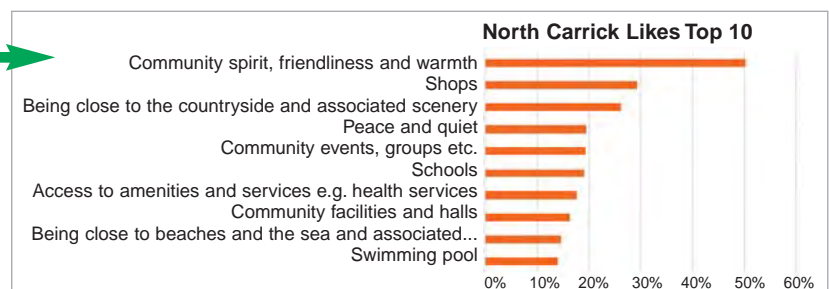 North Carrick Likes Top 10
Community spirit, friendliness and warmth
Shops
Being close to the countryside and associated scenery
Peace and quiet
Community events, groups etc.
Schools
Access to amenities and services e.g. health services
Community facilities and halls
Being close to beaches and the sea and associated...
Swimming pool
0% 10% 20% 30% 40% 50% 60%